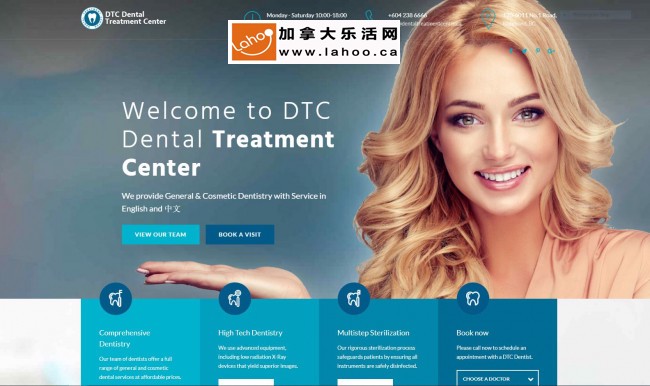 DTC Dental
Treatment Center
Monday - Saturday 10:00-18:00
+604 238 6666
加拿大乐活网
Lahoo
www.lahoo.ca
Welcome to DTC
Dental Treatment
Center
We provide General & Cosmetic Dentistry with Service in
English and 中文
VIEW OUR TEAM
BOOK A VISIT
Comprehensive
Dentistry
Our team of dentists offer a full
range of general and cosmetic
dental services at affordable prices.
High Tech Dentistry
We use advanced equipment,
including low radiation X-Ray
devices that yield superior images.
Multistep Sterilization
Our rigorous sterilization process
safeguards patients by ensuring all
instruments are safely disinfected.
Book now
Please call now to schedule an
appointment with a DTC Dentist.
CHOOSE A DOCTOR